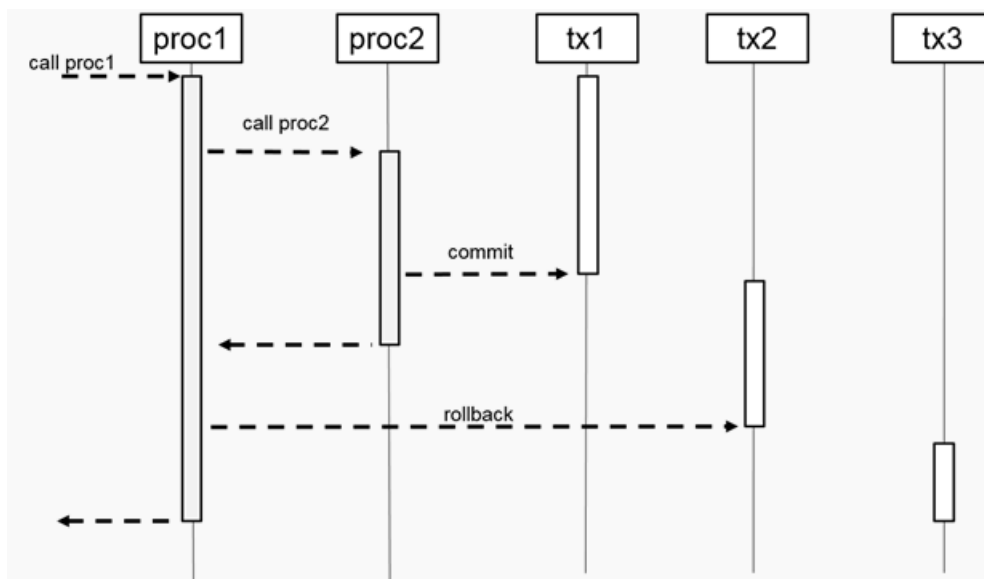 proc1
proc2
tx1
tx2
tx3
call proc1
call proc2
commit
rollback